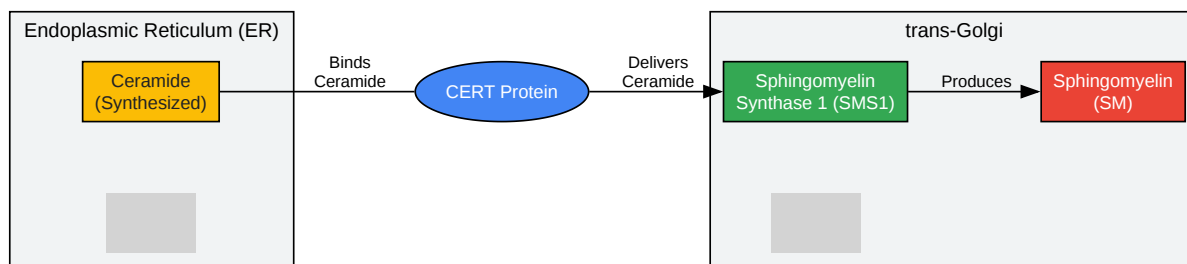 Endoplasmic Reticulum (ER)
trans-Golgi
Ceramide
(Synthesized)
Binds
Ceramide
CERT Protein
Delivers
Ceramide
Sphingomyelin
Synthase 1 (SMS1)
Produces
Sphingomyelin
(SM)